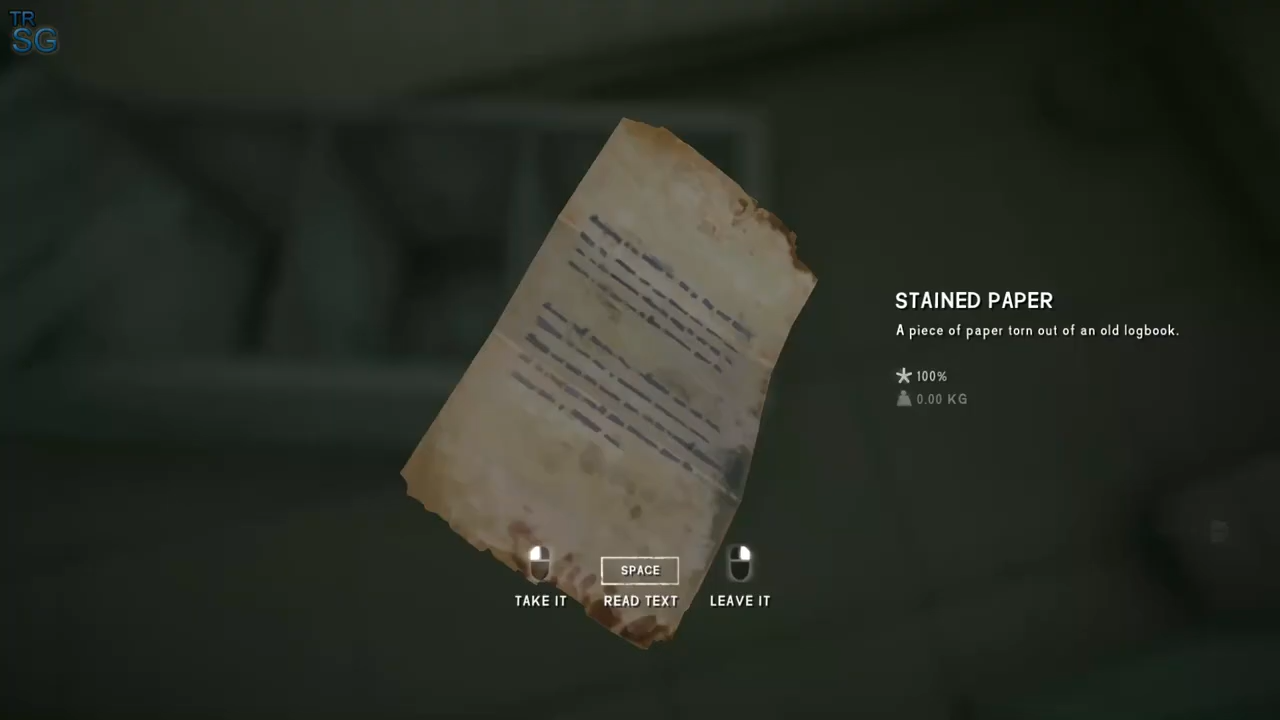 TR
SG
STAINED PAPER
A piece of paper torn out of an old logbook.
100%
0.00 KG
SPACE
TAKE IT
READ TEXT
LEAVE IT